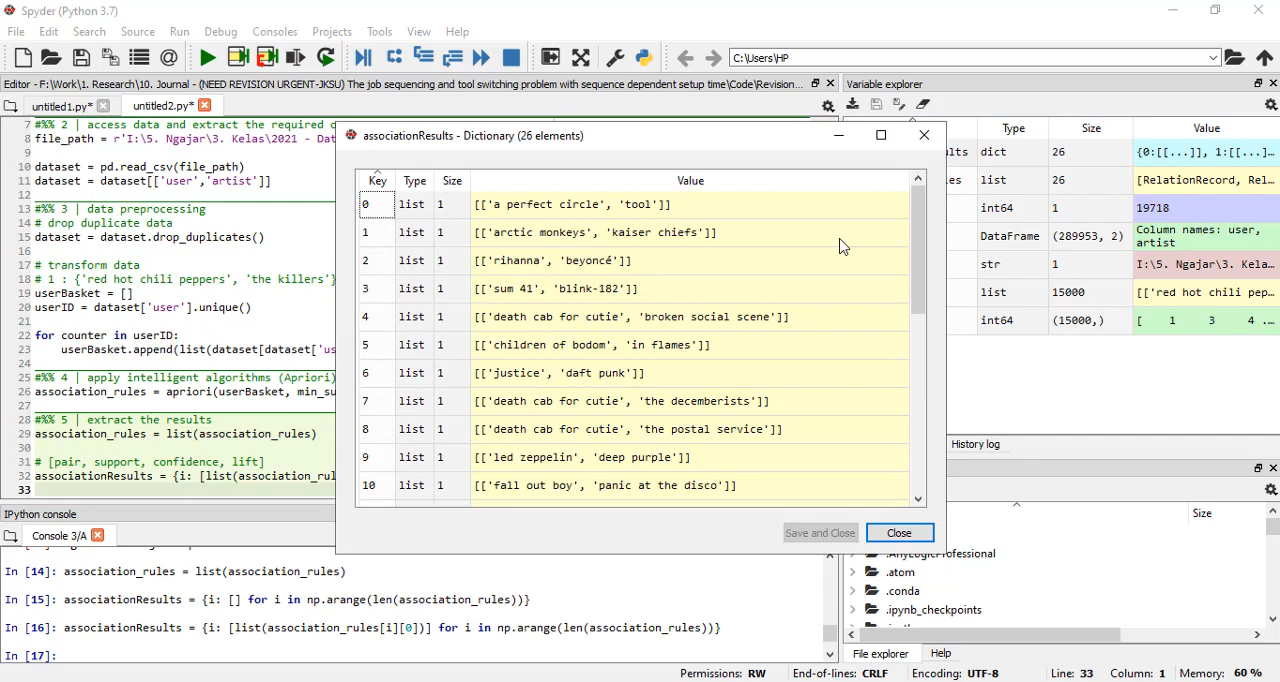 Spyder (Python 3.7)
File Edit Search Source Run Debug Consoles Projects Tools View Help
C:\Users\HP
Editor - F:\Work\1. Research\10. Journal - (NEED REVISION URGENT-JKSU) The job sequencing and tool switching problem with sequence dependent setup time\Code\Revision...
Variable explorer
untitled1.py* untitled2.py*
7 #%% 2 | access data and extract the required c
8 file_path = r'I:\5. Ngajar\3. Kelas\2021 - Dat
9
10 dataset = pd.read_csv(file_path)
11 dataset = dataset[['user','artist']]
12
13 #%% 3 | data preprocessing
14 # drop duplicate data
15 dataset = dataset.drop_duplicates()
16
17 # transform data
18 # 1 : {'red hot chili peppers', 'the killers'}
19 userBasket = []
20 userID = dataset['user'].unique()
21
22 for counter in userID:
23 userBasket.append(list(dataset[dataset['us
24
25 #%% 4 | apply intelligent algorithms (Apriori)
26 association_rules = apriori(userBasket, min_su
27
28 #%% 5 | extract the results
29 association_rules = list(association_rules)
30
31 # [pair, support, confidence, lift]
32 associationResults = {i: [list(association_rul
33
associationResults - Dictionary (26 elements)
Key Type Size Value
0 list 1 [['a perfect circle', 'tool']]
1 list 1 [['arctic monkeys', 'kaiser chiefs']]
2 list 1 [['rihanna', 'beyoncé']]
3 list 1 [['sum 41', 'blink-182']]
4 list 1 [['death cab for cutie', 'broken social scene']]
5 list 1 [['children of bodom', 'in flames']]
6 list 1 [['justice', 'daft punk']]
7 list 1 [['death cab for cutie', 'the decemberists']]
8 list 1 [['death cab for cutie', 'the postal service']]
9 list 1 [['led zeppelin', 'deep purple']]
10 list 1 [['fall out boy', 'panic at the disco']]
Save and Close Close
Type Size Value
lts dict 26 {0:[[...]], 1:[[...]...
es list 26 [RelationRecord, Rel...
int64 1 19718
DataFrame (289953, 2) Column names: user,
artist
str 1 I:\5. Ngajar\3. Kela...
list 15000 [['red hot chili pep...
int64 (15000,) [ 1 3 4 ...
History log
Size
.AnyLogicProfessional
.atom
.conda
.ipynb_checkpoints
File explorer Help
IPython console
Console 3/A
In [14]: association_rules = list(association_rules)
In [15]: associationResults = {i: [] for i in np.arange(len(association_rules))}
In [16]: associationResults = {i: [list(association_rules[i][0])] for i in np.arange(len(association_rules))}
In [17]:
Permissions: RW End-of-lines: CRLF Encoding: UTF-8 Line: 33 Column: 1 Memory: 60 %